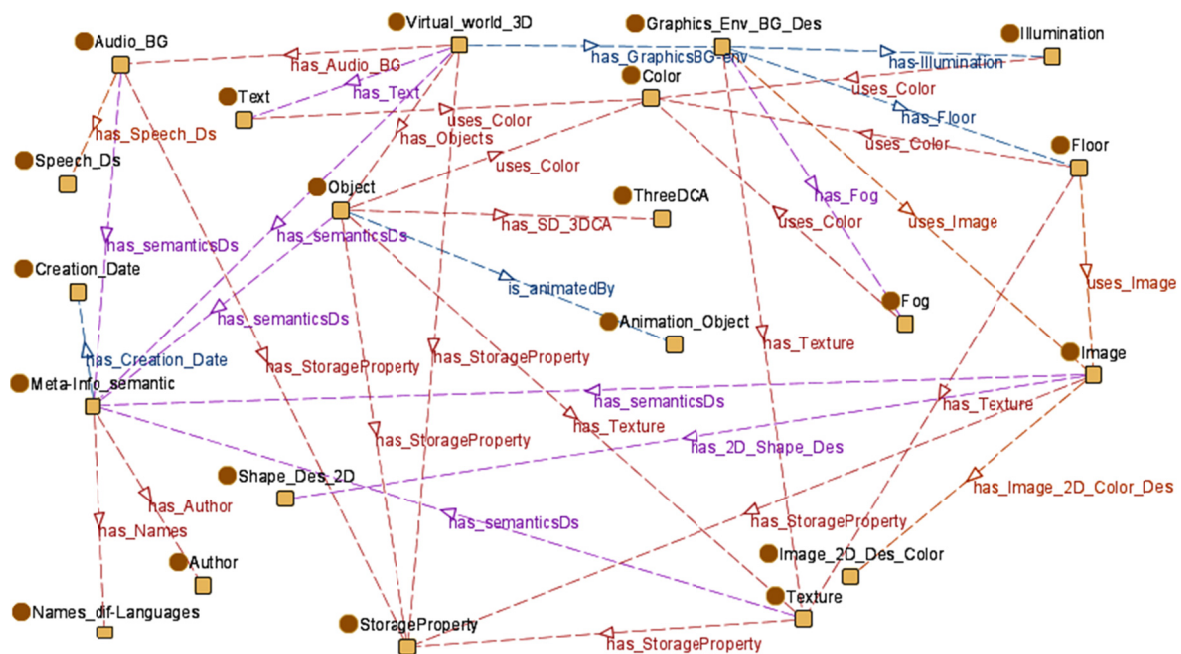 Virtual_world_3D
Graphics_Env_BG_Des
Illumination
Audio_BG
has_Audio_BG
has_GraphicsBG-env
has-Illumination
Color
uses_Color
Text
has_Text
uses_Color
has_Floor
has_Speech_Ds
has_Objects
uses_Color
Floor
Speech_Ds
uses_Color
Object
ThreeDCA
has_Fog
has_semanticsDs
has_semanticsDs
has_SD_3DCA
uses_Color
uses_Image
Creation_Date
uses_Image
is_animatedBy
Fog
has_semanticsDs
Animation_Object
has_Texture
Image
has_Creation_Date
has_StorageProperty
has_StorageProperty
Meta-Info_semantic
has_semanticsDs
has_Texture
has_Texture
has_StorageProperty
has_2D_Shape_Des
Shape_Des_2D
has_Image_2D_Color_Des
has_Author
has_Names
has_semanticsDs
has_StorageProperty
Image_2D_Des_Color
Author
Texture
Names_df-Languages
StorageProperty
has_StorageProperty